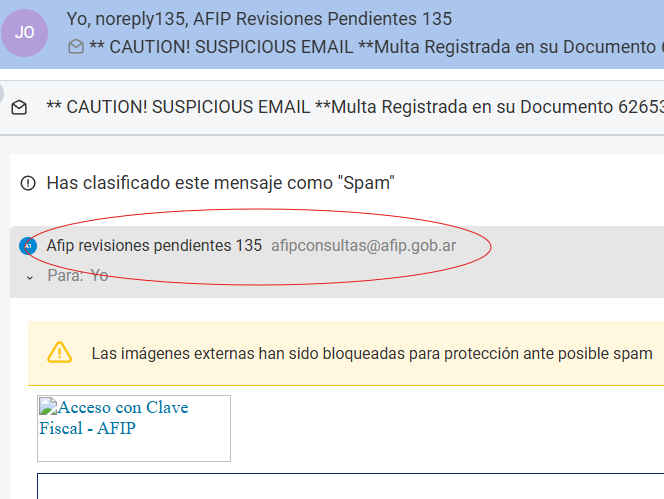 JO
Yo, noreply135, AFIP Revisiones Pendientes 135
** CAUTION! SUSPICIOUS EMAIL **Multa Registrada en su Documento 6
** CAUTION! SUSPICIOUS EMAIL **Multa Registrada en su Documento 62653
Has clasificado este mensaje como "Spam"
A1 Afip revisiones pendientes 135 afipconsultas@afip.gob.ar
Para: Yo
Las imágenes externas han sido bloqueadas para protección ante posible spam
Acceso con Clave
Fiscal - AFIP